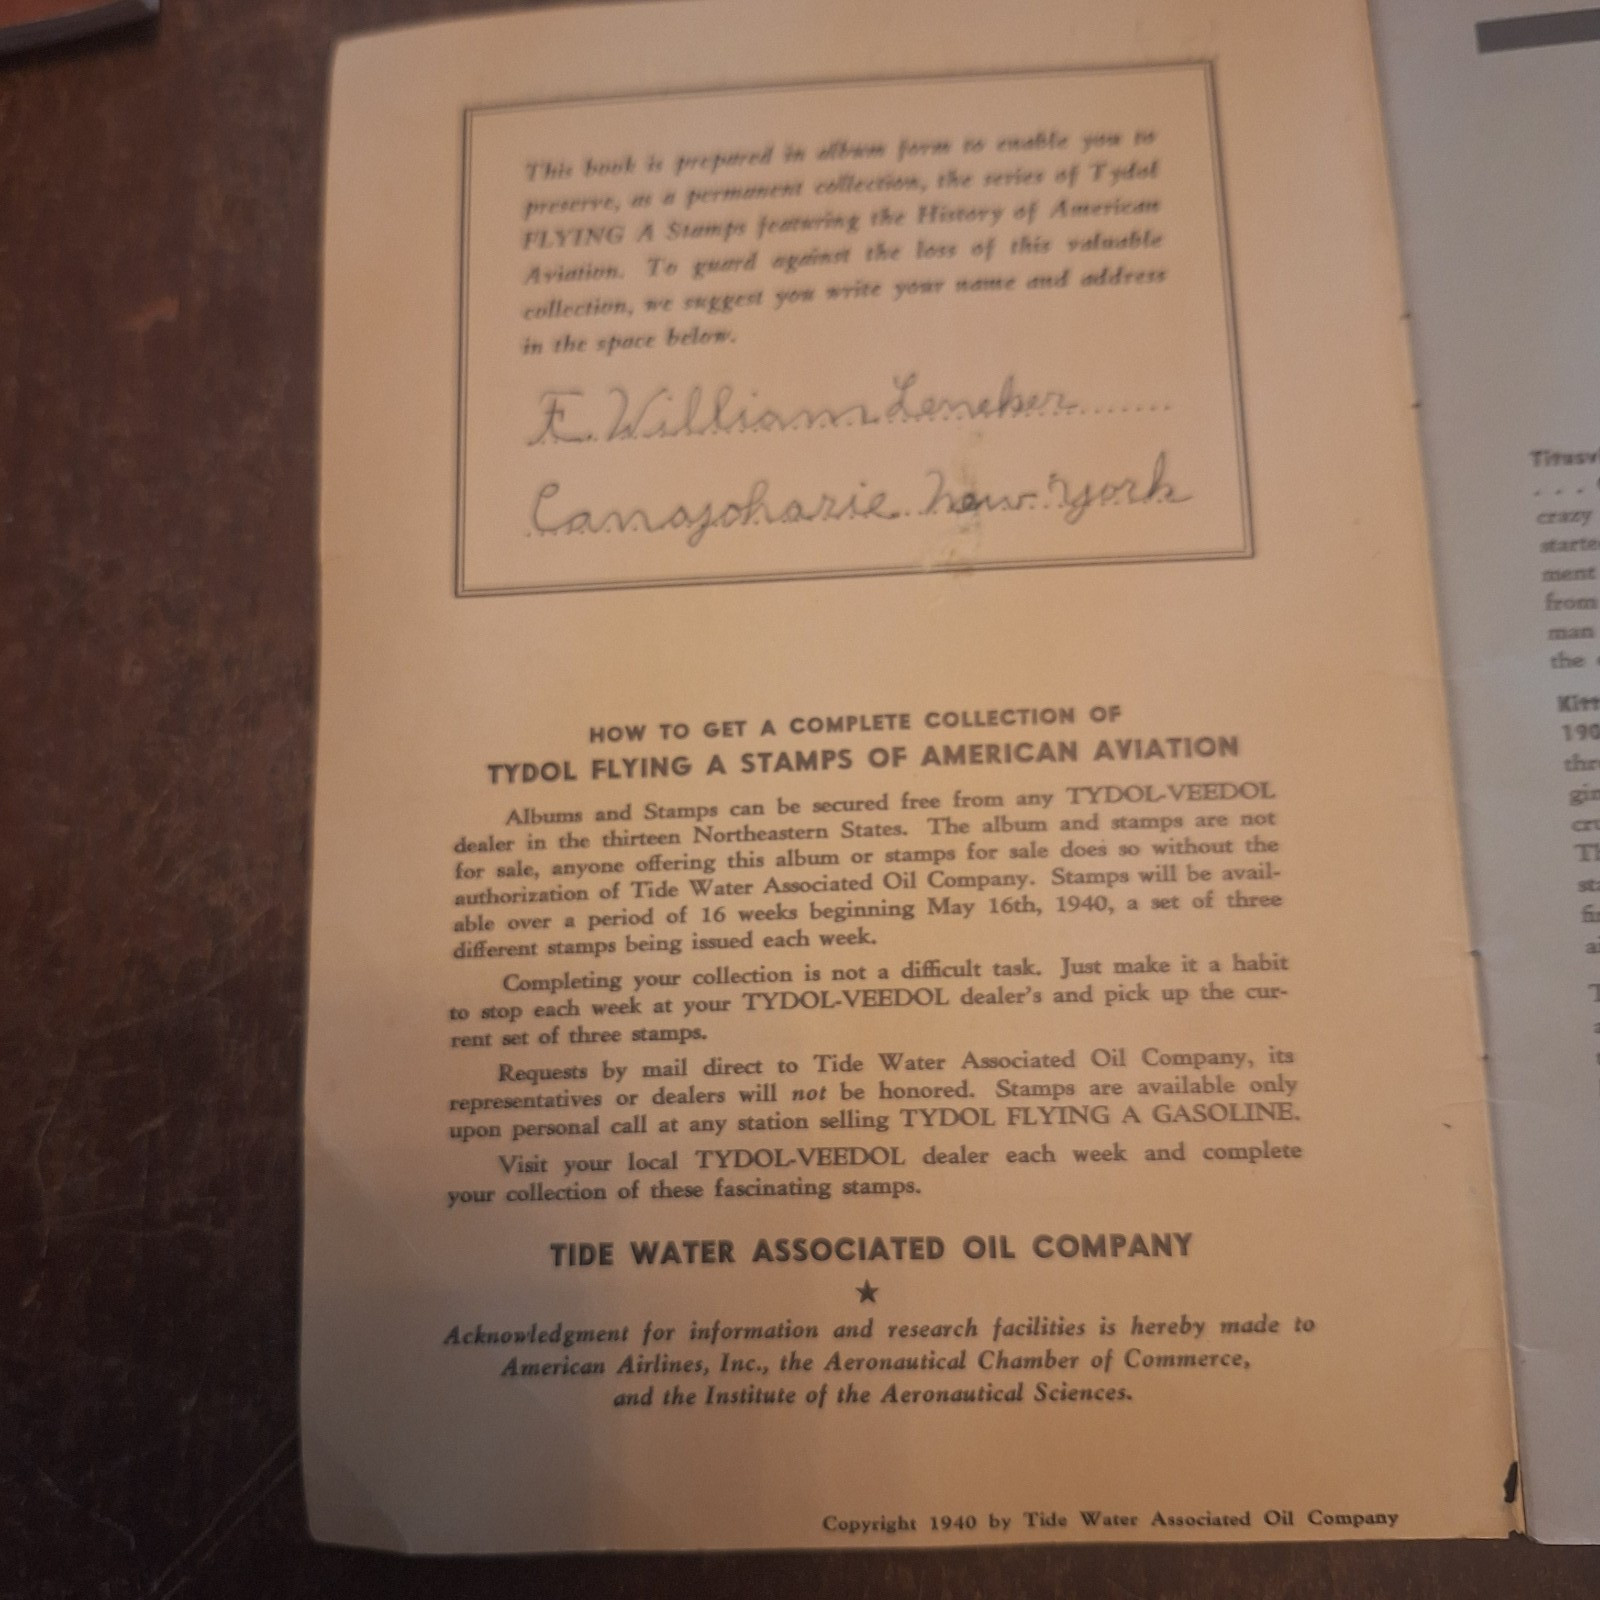 This book is prepared in album form to enable you to
preserve, as a permanent collection, the series of Tydol
FLYING A Stamps featuring the History of American
Aviation. To guard against the loss of this valuable
collection, we suggest you write your name and address
in the space below.
E. William Leneker
Canajoharie New York
HOW TO GET A COMPLETE COLLECTION OF
TYDOL FLYING A STAMPS OF AMERICAN AVIATION
Albums and Stamps can be secured free from any TYDOL-VEEDOL
dealer in the thirteen Northeastern States. The album and stamps are not
for sale, anyone offering this album or stamps for sale does so without the
authorization of Tide Water Associated Oil Company. Stamps will be avail-
able over a period of 16 weeks beginning May 16th, 1940, a set of three
different stamps being issued each week.
Completing your collection is not a difficult task. Just make it a habit
to stop each week at your TYDOL-VEEDOL dealer's and pick up the cur-
rent set of three stamps.
Requests by mail direct to Tide Water Associated Oil Company, its
representatives or dealers will not be honored. Stamps are available only
upon personal call at any station selling TYDOL FLYING A GASOLINE.
Visit your local TYDOL-VEEDOL dealer each week and complete
your collection of these fascinating stamps.
TIDE WATER ASSOCIATED OIL COMPANY
Acknowledgment for information and research facilities is hereby made to
American Airlines, Inc., the Aeronautical Chamber of Commerce,
and the Institute of the Aeronautical Sciences.
Copyright 1940 by Tide Water Associated Oil Company
crazy
from
man
the